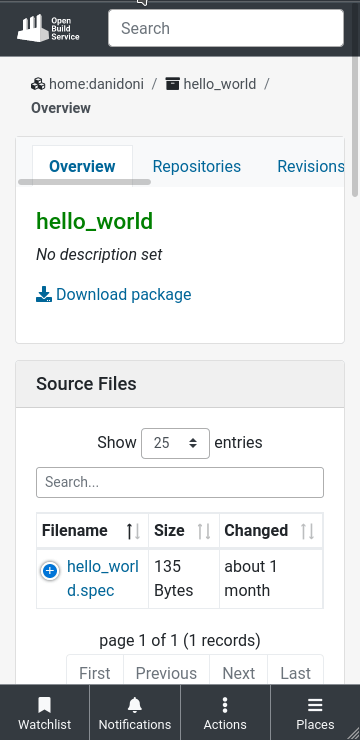 Open
Build
Service
Search
home:danidoni / hello_world /
Overview
Overview Repositories Revisions
hello_world
No description set
Download package
Source Files
Show 25 entries
Search...
Filename Size Changed
hello_worl 135 about 1
d.spec Bytes month
page 1 of 1 (1 records)
First Previous Next Last
Watchlist Notifications Actions Places